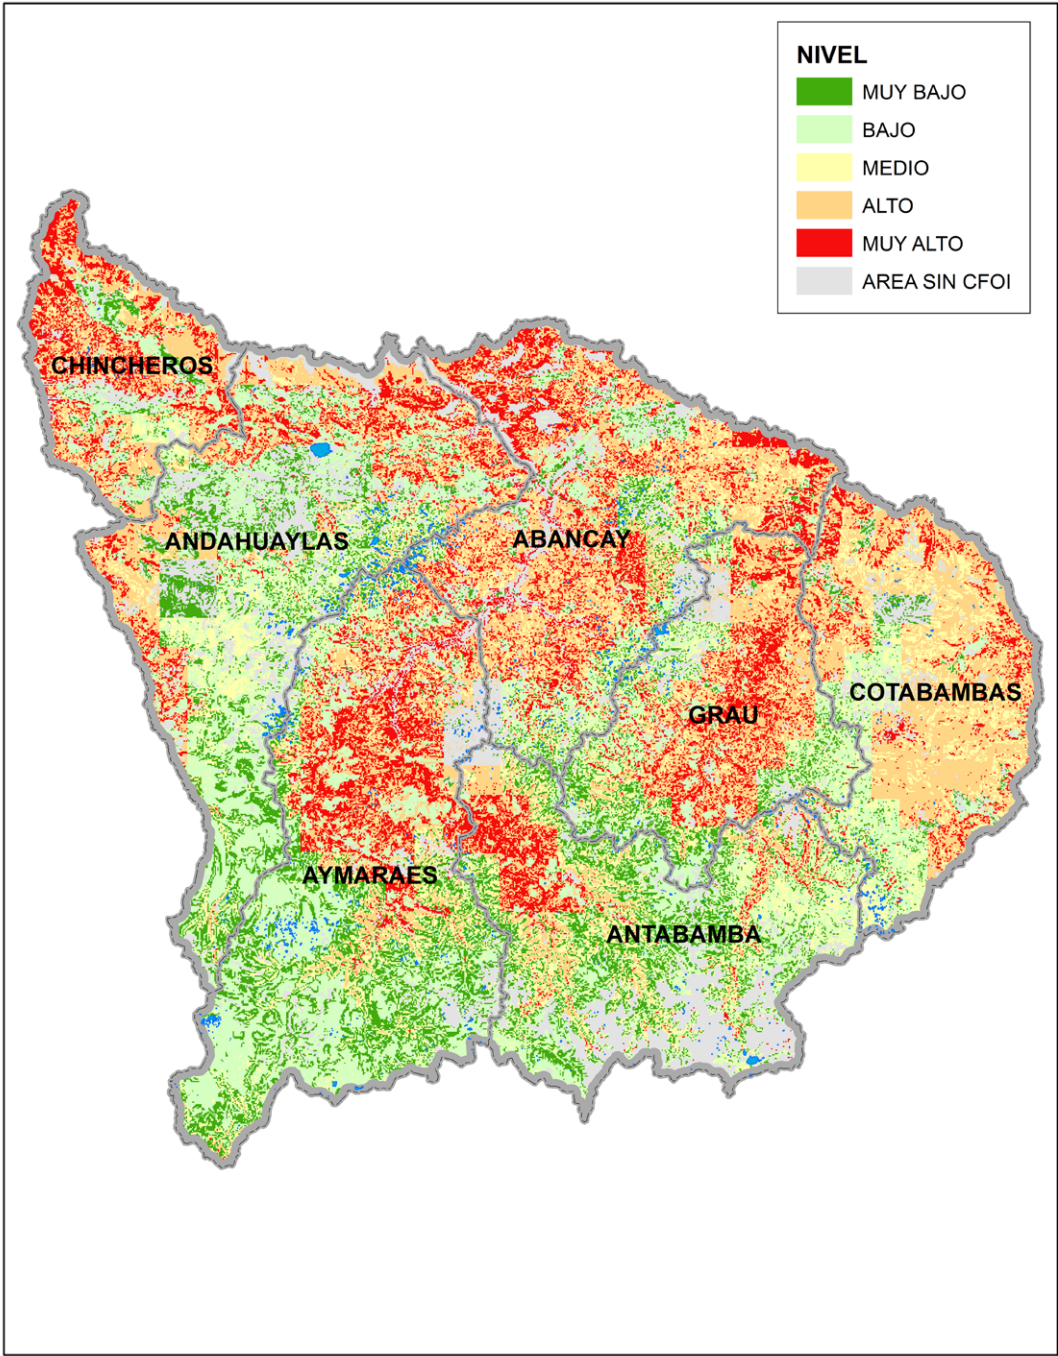 NIVEL
MUY BAJO
BAJO
MEDIO
ALTO
MUY ALTO
AREA SIN CFOI
CHINCHEROS
ANDAHUAYLAS
ABANCAY
COTABAMBAS
GRAU
AYMARAES
ANTABAMBA